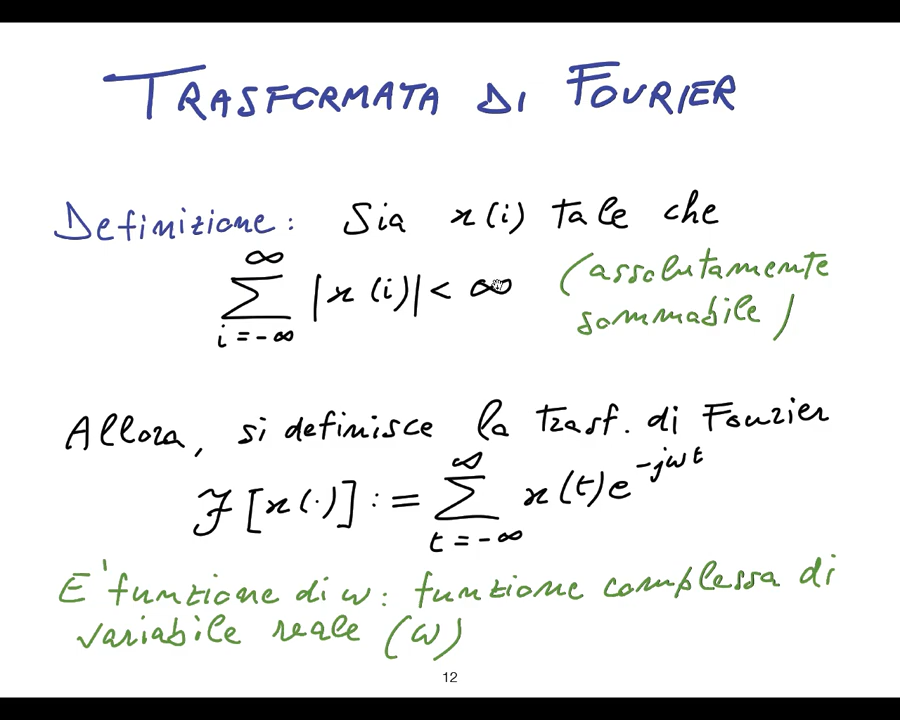 TRASFORMATA DI FOURIER
Definizione: Sia x(i) tale che
∑_{i=-∞}^{∞} |x(i)| < ∞ (assolutamente
sommabile)
Allora, si definisce la Trasf. di Fourier
ℱ[x(·)] := ∑_{t=-∞}^{∞} x(t)e^{-jωt}
E' funzione di ω: funzione complessa di
variabile reale (ω)
12